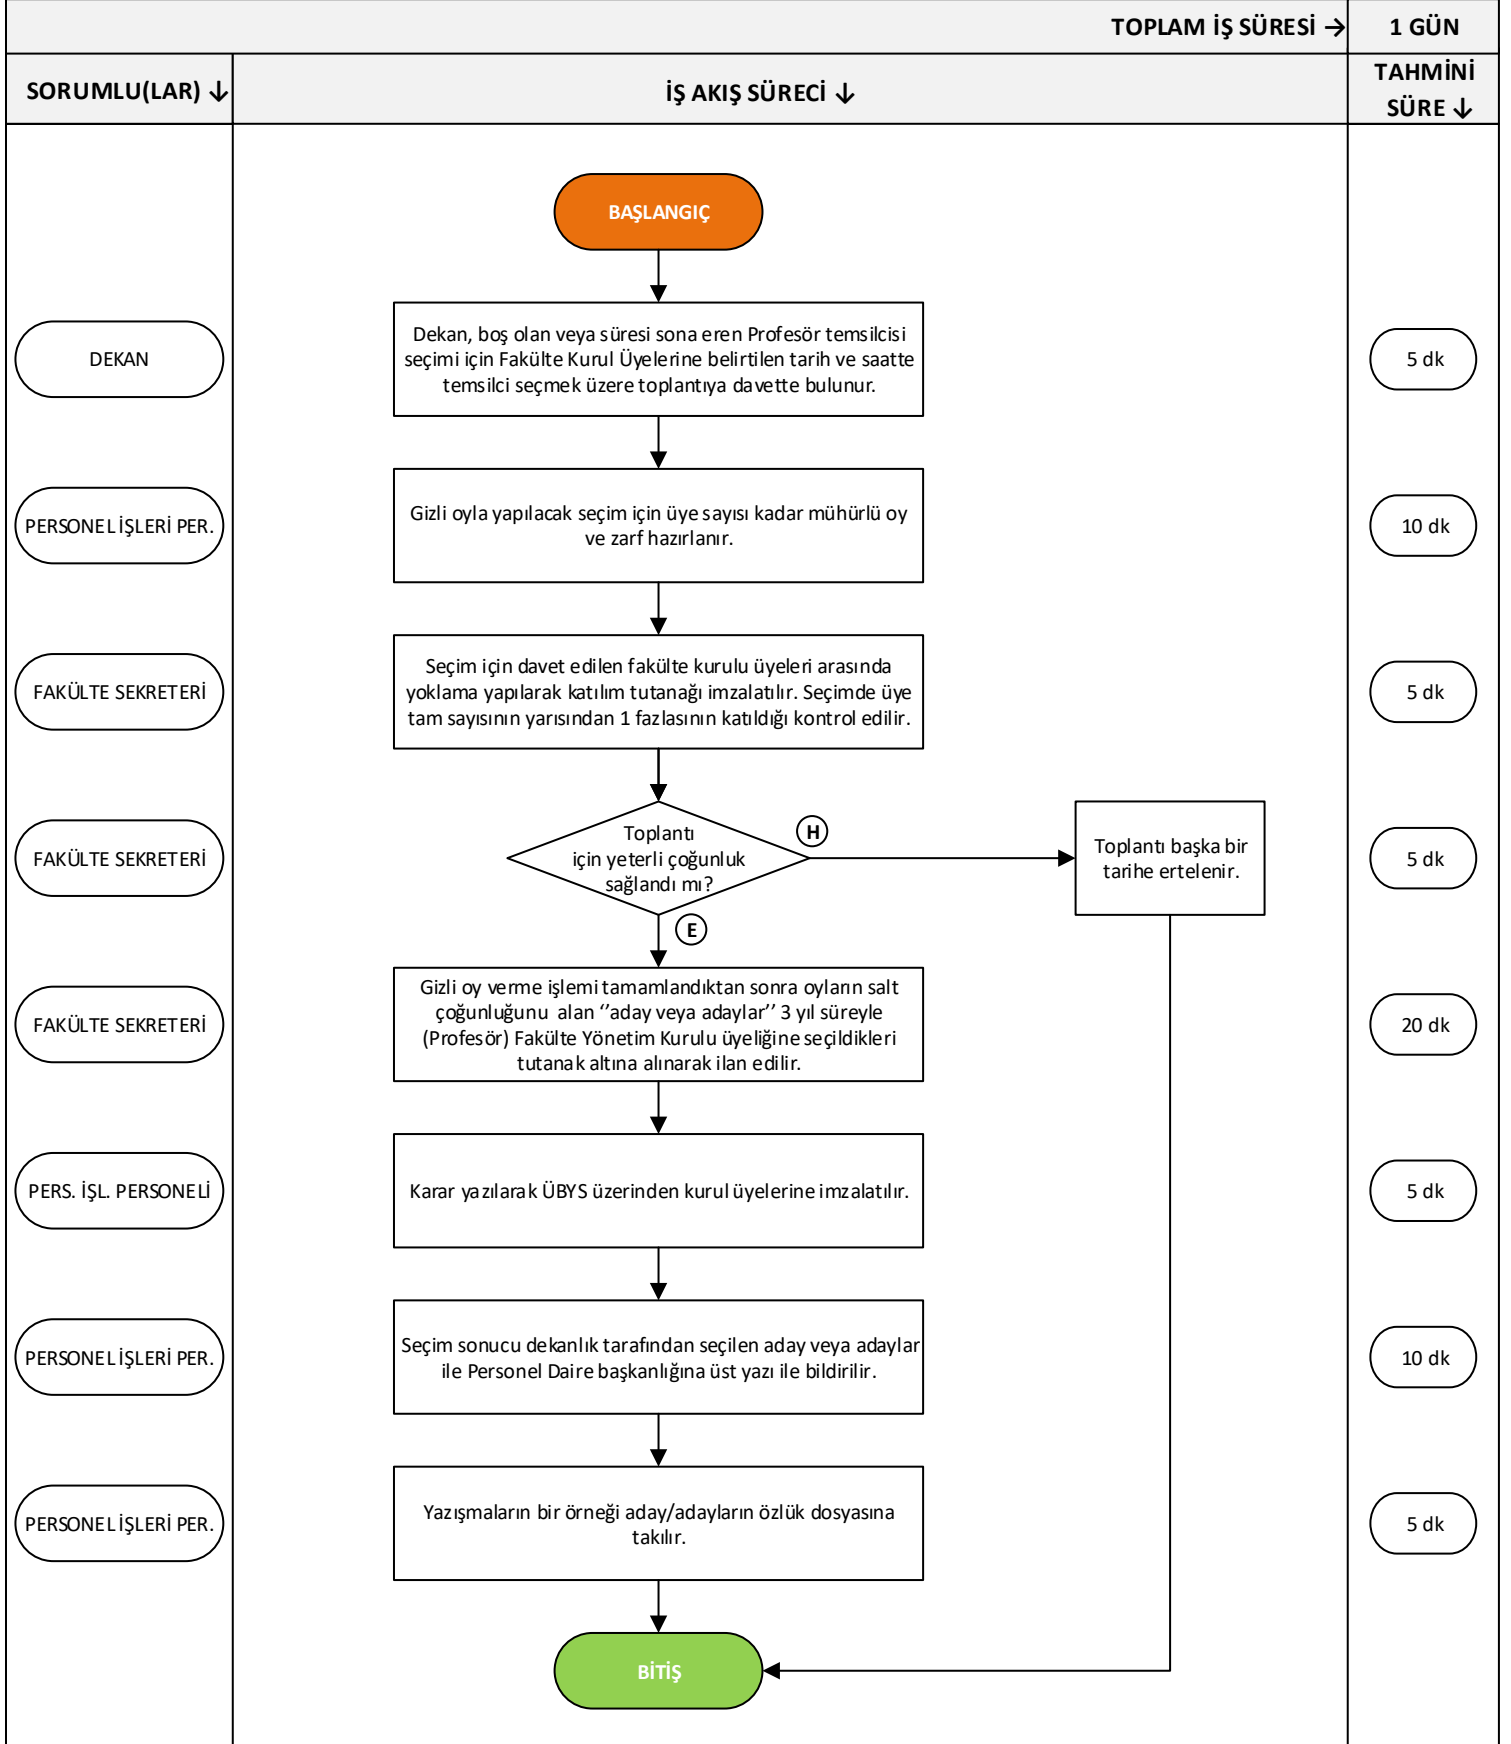 TOPLAM İŞ SÜRESİ →
1 GÜN
SORUMLU(LAR) ↓
İŞ AKIŞ SÜRECİ ↓
TAHMİNİ
SÜRE ↓
BAŞLANGIÇ
DEKAN
Dekan, boş olan veya süresi sona eren Profesör temsilcisi
seçimi için Fakülte Kurul Üyelerine belirtilen tarih ve saatte
temsilci seçmek üzere toplantıya davette bulunur.
5 dk
PERSONEL İŞLERİ PER.
Gizli oyla yapılacak seçim için üye sayısı kadar mühürlü oy
ve zarf hazırlanır.
10 dk
FAKÜLTE SEKRETERİ
Seçim için davet edilen fakülte kurulu üyeleri arasında
yoklama yapılarak katılım tutanağı imzalatılır. Seçimde üye
tam sayısının yarısından 1 fazlasının katıldığı kontrol edilir.
5 dk
FAKÜLTE SEKRETERİ
Toplantı
için yeterli çoğunluk
sağlandı mı?
H
Toplantı başka bir
tarihe ertelenir.
5 dk
E
FAKÜLTE SEKRETERİ
Gizli oy verme işlemi tamamlandıktan sonra oyların salt
çoğunluğunu alan ‘’aday veya adaylar’’ 3 yıl süreyle
(Profesör) Fakülte Yönetim Kurulu üyeliğine seçildikleri
tutanak altına alınarak ilan edilir.
20 dk
PERS. İŞL. PERSONELİ
Karar yazılarak ÜBYS üzerinden kurul üyelerine imzalatılır.
5 dk
PERSONEL İŞLERİ PER.
Seçim sonucu dekanlık tarafından seçilen aday veya adaylar
ile Personel Daire başkanlığına üst yazı ile bildirilir.
10 dk
PERSONEL İŞLERİ PER.
Yazışmaların bir örneği aday/adayların özlük dosyasına
takılır.
5 dk
BİTİŞ